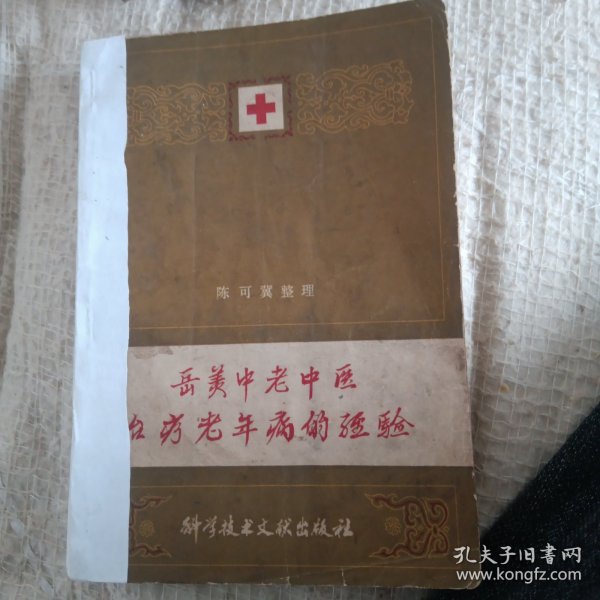 陈可冀整理
岳美中老中医
治疗老年病的经验
科学技术文献出版社
孔夫子旧书网
www.kongfz.com